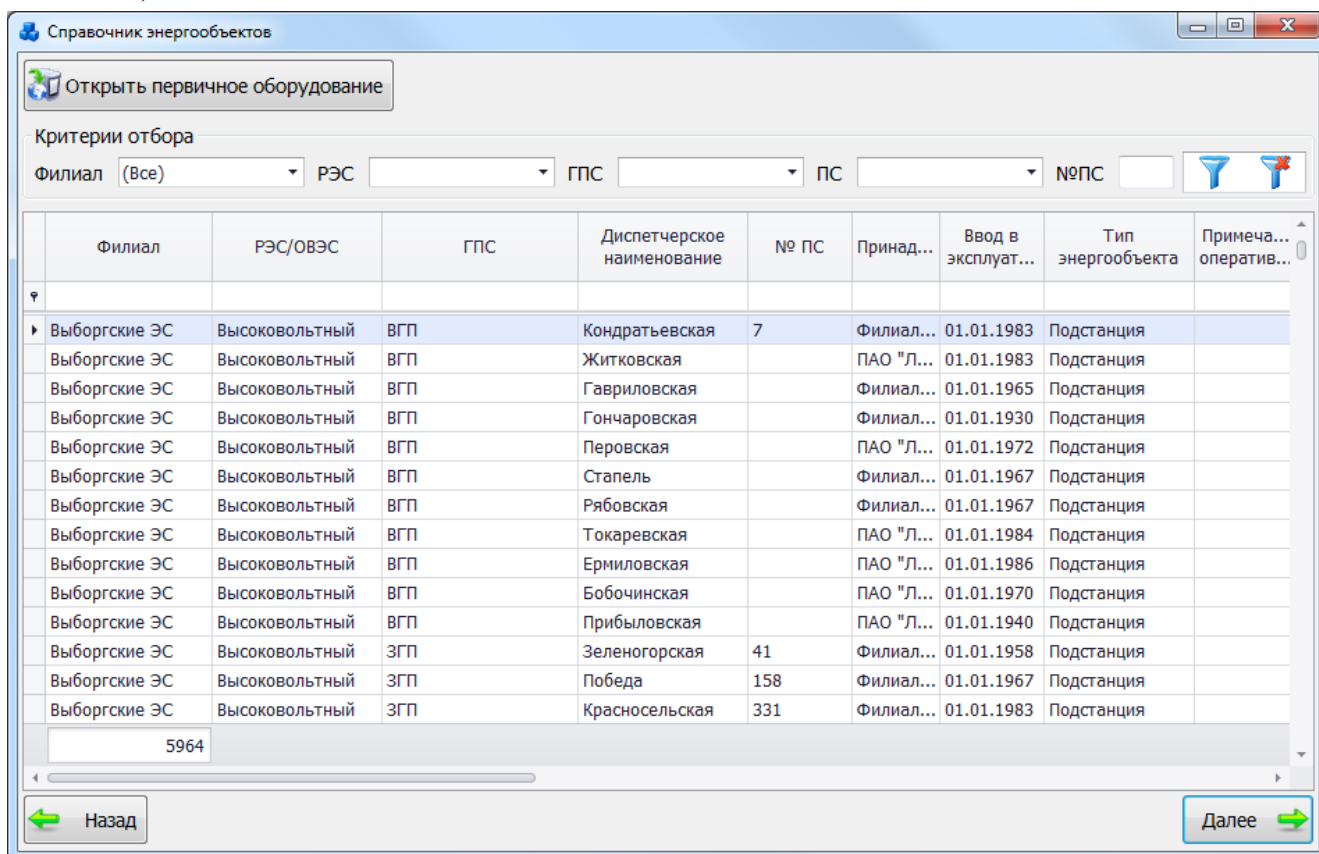 Справочник энергообъектов
Открыть первичное оборудование
Критерии отбора
Филиал (Все) РЭС ГПС ПС №ПС
Филиал РЭС/ОВЭС ГПС Диспетчерское наименование № ПС Принад... Ввод в эксплуат... Тип энергообъекта Примеча... оператив...
Выборгские ЭС Высоковольтный ВГП Кондратьевская 7 Филиал... 01.01.1983 Подстанция
Выборгские ЭС Высоковольтный ВГП Житковская ПАО "Л... 01.01.1983 Подстанция
Выборгские ЭС Высоковольтный ВГП Гавриловская Филиал... 01.01.1965 Подстанция
Выборгские ЭС Высоковольтный ВГП Гончаровская Филиал... 01.01.1930 Подстанция
Выборгские ЭС Высоковольтный ВГП Перовская ПАО "Л... 01.01.1972 Подстанция
Выборгские ЭС Высоковольтный ВГП Стапель Филиал... 01.01.1967 Подстанция
Выборгские ЭС Высоковольтный ВГП Рябовская Филиал... 01.01.1967 Подстанция
Выборгские ЭС Высоковольтный ВГП Токаревская ПАО "Л... 01.01.1984 Подстанция
Выборгские ЭС Высоковольтный ВГП Ермиловская ПАО "Л... 01.01.1986 Подстанция
Выборгские ЭС Высоковольтный ВГП Бобочинская ПАО "Л... 01.01.1970 Подстанция
Выборгские ЭС Высоковольтный ВГП Прибыловская ПАО "Л... 01.01.1940 Подстанция
Выборгские ЭС Высоковольтный ЗГП Зеленогорская 41 Филиал... 01.01.1958 Подстанция
Выборгские ЭС Высоковольтный ЗГП Победа 158 Филиал... 01.01.1967 Подстанция
Выборгские ЭС Высоковольтный ЗГП Красносельская 331 Филиал... 01.01.1983 Подстанция
5964
Назад Далее